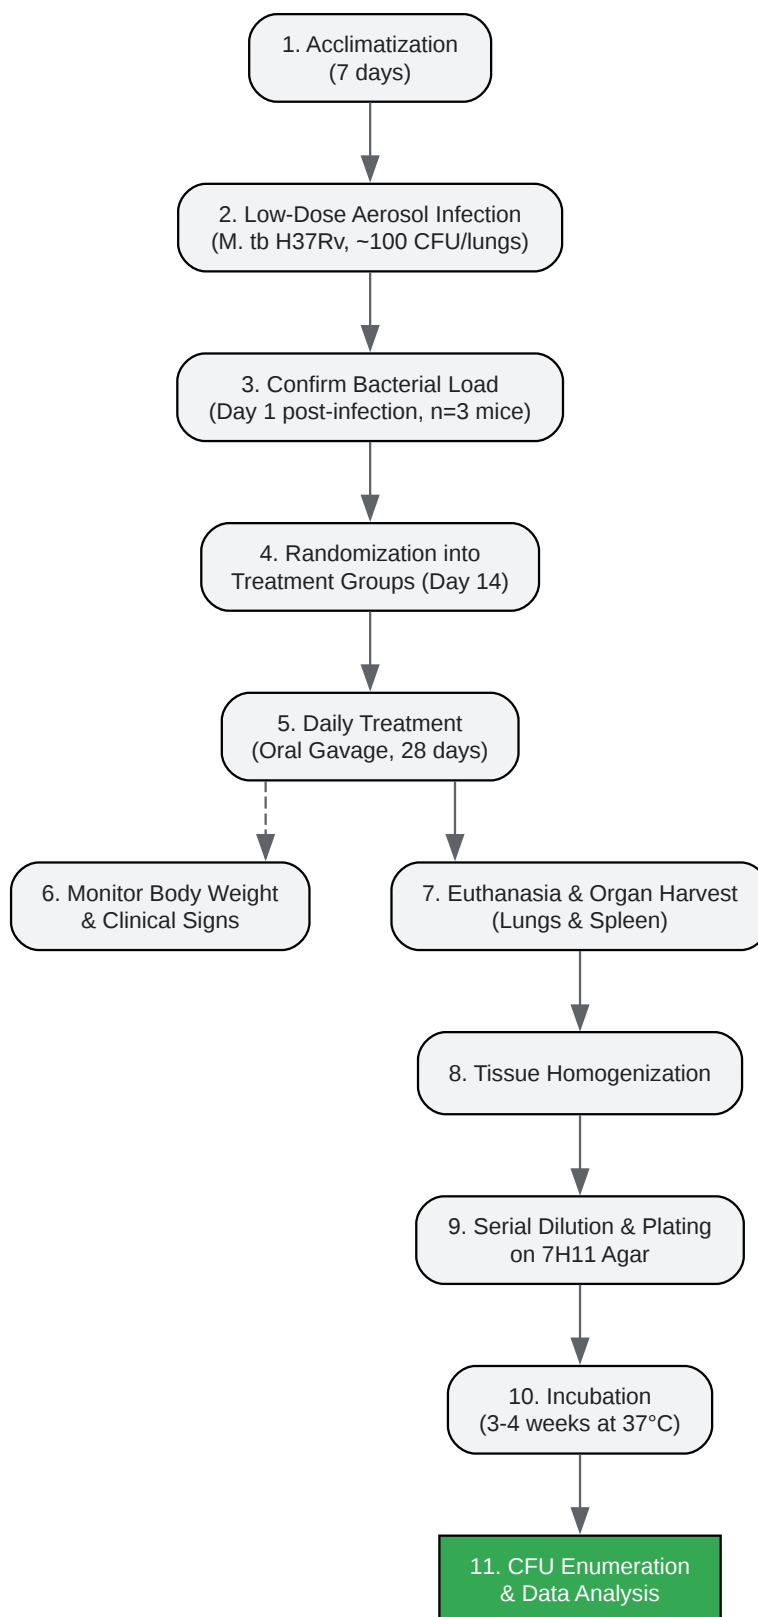 1. Acclimatization
(7 days)
2. Low-Dose Aerosol Infection
(M. tb H37Rv, ~100 CFU/lungs)
3. Confirm Bacterial Load
(Day 1 post-infection, n=3 mice)
4. Randomization into
Treatment Groups (Day 14)
5. Daily Treatment
(Oral Gavage, 28 days)
6. Monitor Body Weight
& Clinical Signs
7. Euthanasia & Organ Harvest
(Lungs & Spleen)
8. Tissue Homogenization
9. Serial Dilution & Plating
on 7H11 Agar
10. Incubation
(3-4 weeks at 37°C)
11. CFU Enumeration
& Data Analysis